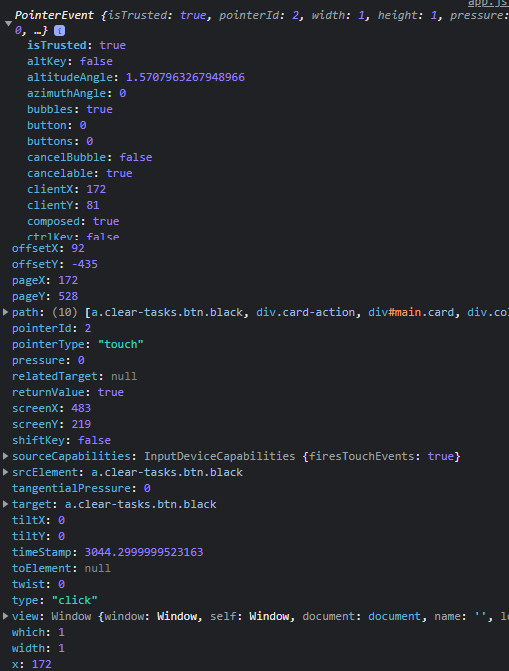 app.js
PointerEvent {isTrusted: true, pointerId: 2, width: 1, height: 1, pressure:
0, …} i
isTrusted: true
altKey: false
altitudeAngle: 1.5707963267948966
azimuthAngle: 0
bubbles: true
button: 0
buttons: 0
cancelBubble: false
cancelable: true
clientX: 172
clientY: 81
composed: true
ctrlKey: false
offsetX: 92
offsetY: -435
pageX: 172
pageY: 528
path: (10) [a.clear-tasks.btn.black, div.card-action, div#main.card, div.col
pointerId: 2
pointerType: "touch"
pressure: 0
relatedTarget: null
returnValue: true
screenX: 483
screenY: 219
shiftKey: false
sourceCapabilities: InputDeviceCapabilities {firesTouchEvents: true}
srcElement: a.clear-tasks.btn.black
tangentialPressure: 0
target: a.clear-tasks.btn.black
tiltX: 0
tiltY: 0
timeStamp: 3044.2999999523163
toElement: null
twist: 0
type: "click"
view: Window {window: Window, self: Window, document: document, name: '', lo
which: 1
width: 1
x: 172